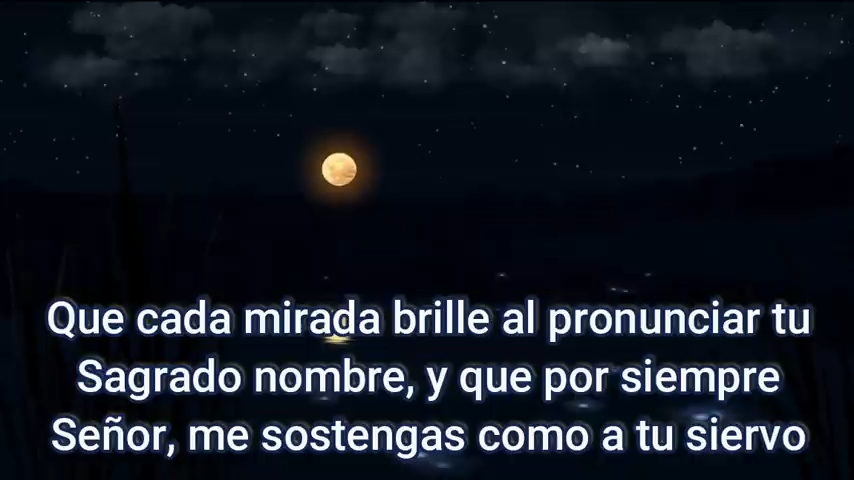 Que cada mirada brille al pronunciar tu
Sagrado nombre, y que por siempre
Señor, me sostengas como a tu siervo